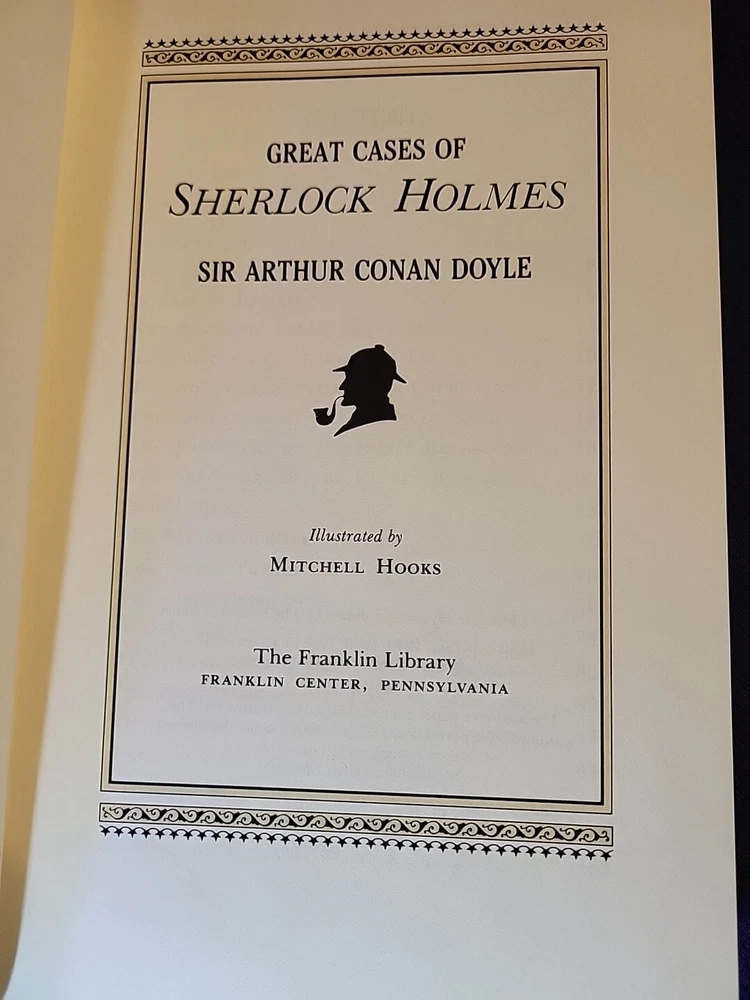 GREAT CASES OF
SHERLOCK HOLMES
SIR ARTHUR CONAN DOYLE
Illustrated by
MITCHELL HOOKS
The Franklin Library
FRANKLIN CENTER, PENNSYLVANIA